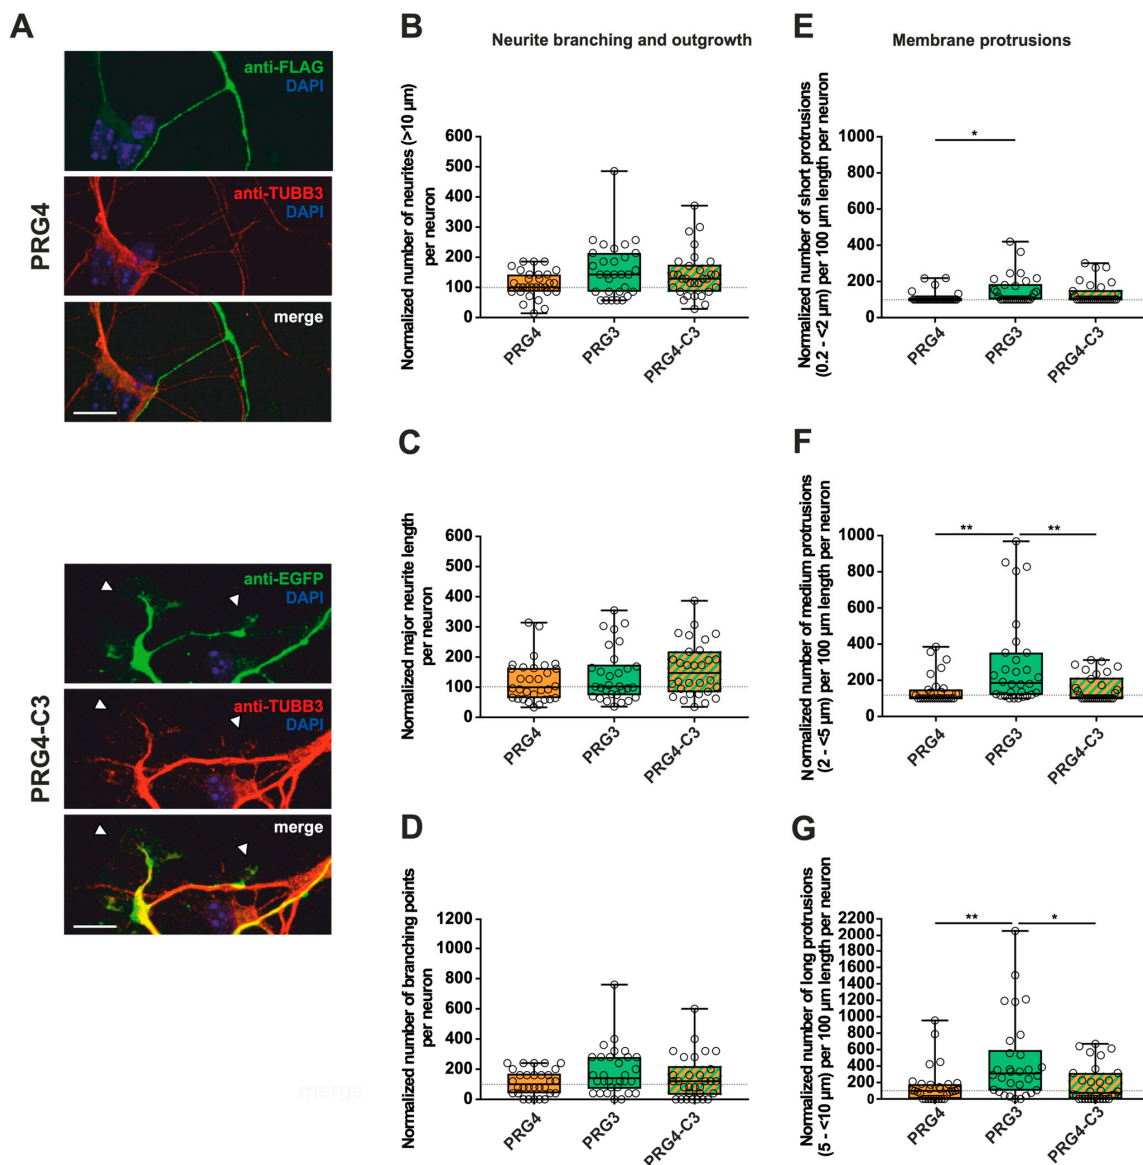 A
PRG4
anti-FLAG
DAPI
anti-TUBB3
DAPI
merge
PRG4-C3
anti-EGFP
DAPI
anti-TUBB3
DAPI
merge
merge
B
Neurite branching and outgrowth
Normalized number of neurites (>10 µm)
per neuron
600
500
400
300
200
100
0
PRG4
PRG3
PRG4-C3
C
Normalized major neurite length
per neuron
600
500
400
300
200
100
0
PRG4
PRG3
PRG4-C3
D
Normalized number of branching points
per neuron
1200
1000
800
600
400
200
0
PRG4
PRG3
PRG4-C3
E
Membrane protrusions
Normalized number of short protrusions
(0.2 - <2 µm) per 100 µm length per neuron
1000
800
600
400
200
0
*
PRG4
PRG3
PRG4-C3
F
Normalized number of medium protrusions
(2 - <5 µm) per 100 µm length per neuron
1000
800
600
400
200
0
**
**
PRG4
PRG3
PRG4-C3
G
Normalized number of long protrusions
(5 - <10 µm) per 100 µm length per neuron
2200
2000
1800
1600
1400
1200
1000
800
600
400
200
0
**
*
PRG4
PRG3
PRG4-C3